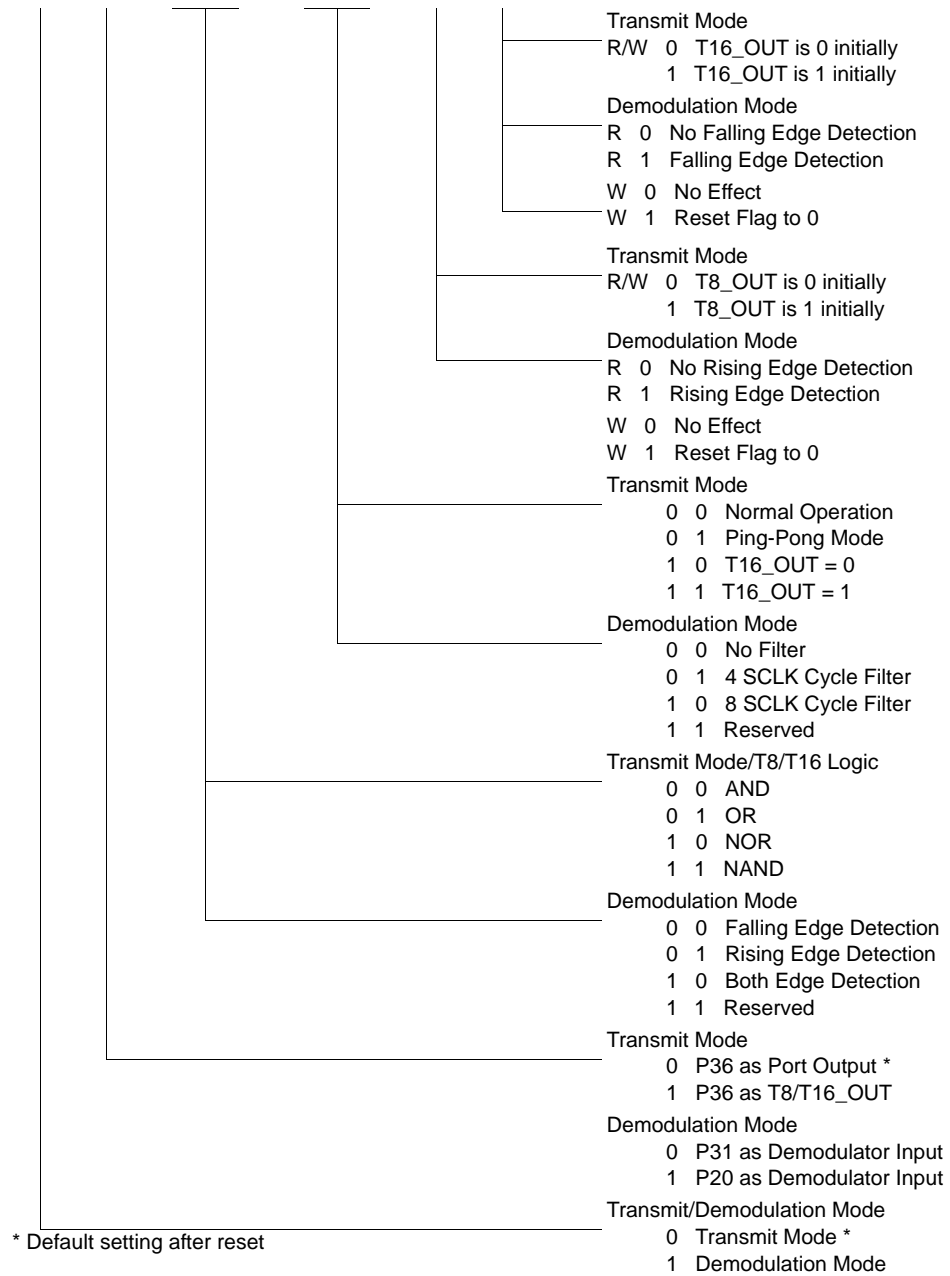 Transmit Mode
R/W 0 T16_OUT is 0 initially
1 T16_OUT is 1 initially
Demodulation Mode
R 0 No Falling Edge Detection
R 1 Falling Edge Detection
W 0 No Effect
W 1 Reset Flag to 0
Transmit Mode
R/W 0 T8_OUT is 0 initially
1 T8_OUT is 1 initially
Demodulation Mode
R 0 No Rising Edge Detection
R 1 Rising Edge Detection
W 0 No Effect
W 1 Reset Flag to 0
Transmit Mode
0 0 Normal Operation
0 1 Ping-Pong Mode
1 0 T16_OUT = 0
1 1 T16_OUT = 1
Demodulation Mode
0 0 No Filter
0 1 4 SCLK Cycle Filter
1 0 8 SCLK Cycle Filter
1 1 Reserved
Transmit Mode/T8/T16 Logic
0 0 AND
0 1 OR
1 0 NOR
1 1 NAND
Demodulation Mode
0 0 Falling Edge Detection
0 1 Rising Edge Detection
1 0 Both Edge Detection
1 1 Reserved
Transmit Mode
0 P36 as Port Output *
1 P36 as T8/T16_OUT
Demodulation Mode
0 P31 as Demodulator Input
1 P20 as Demodulator Input
Transmit/Demodulation Mode
0 Transmit Mode *
1 Demodulation Mode
* Default setting after reset